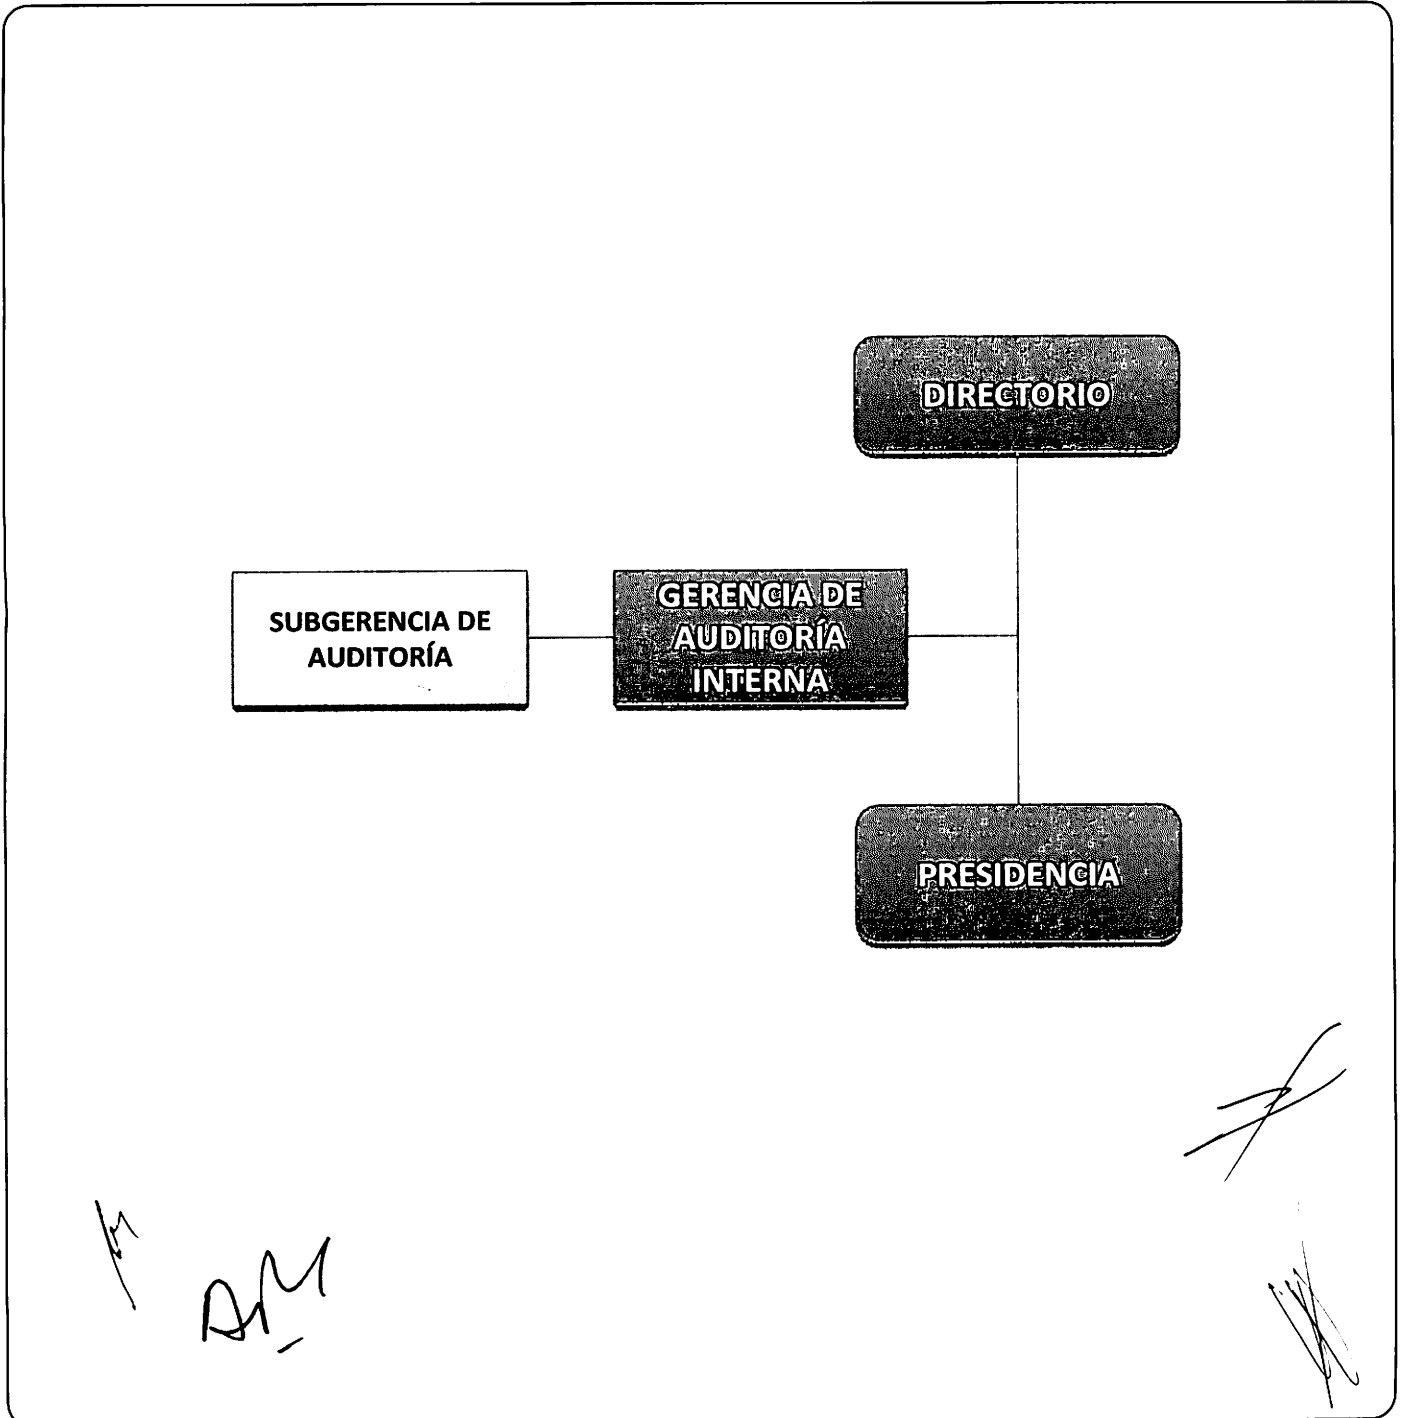 DIRECTORIO
SUBGERENCIA DE
AUDITORÍA
GERENCIA DE
AUDITORÍA
INTERNA
PRESIDENCIA